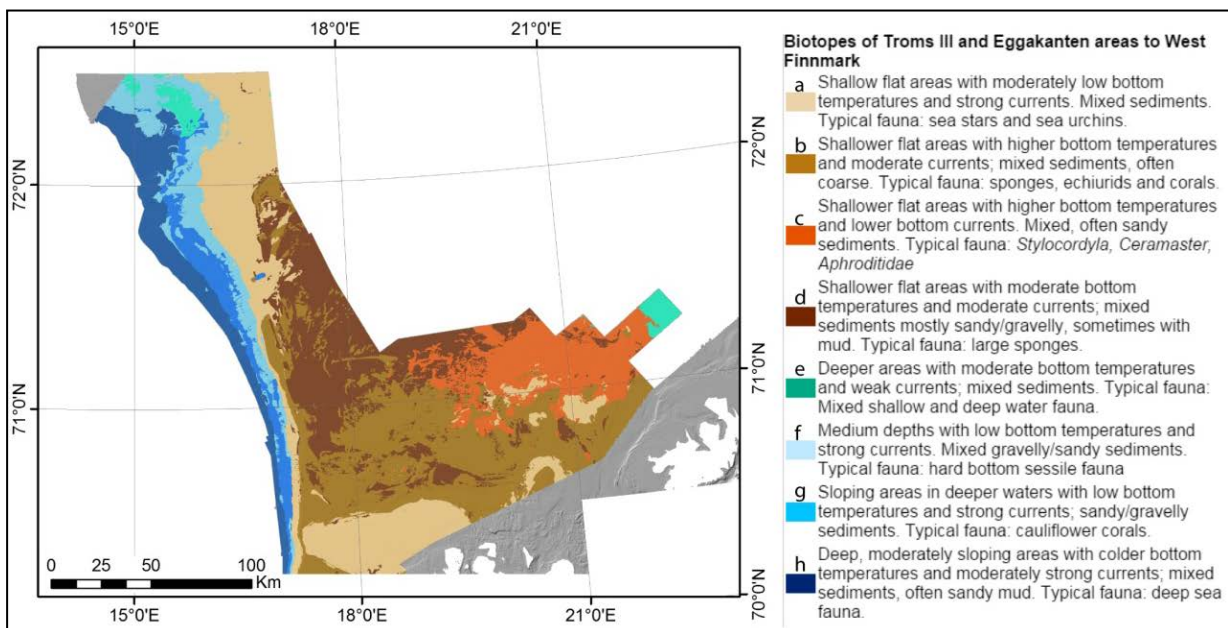 15°0'E 18°0'E 21°0'E
72°0'N
71°0'N
72°0'N
71°0'N
70°0'N
0 25 50 100
Km
15°0'E 18°0'E 21°0'E
Biotopes of Troms III and Eggakanten areas to West
Finnmark
a Shallow flat areas with moderately low bottom
temperatures and strong currents. Mixed sediments.
Typical fauna: sea stars and sea urchins.
b Shallower flat areas with higher bottom temperatures
and moderate currents; mixed sediments, often
coarse. Typical fauna: sponges, echiurids and corals.
Shallower flat areas with higher bottom temperatures
c and lower bottom currents. Mixed, often sandy
sediments. Typical fauna: Stylocordyla, Ceramaster,
Aphroditidae
d Shallower flat areas with moderate bottom
temperatures and moderate currents; mixed
sediments mostly sandy/gravelly, sometimes with
mud. Typical fauna: large sponges.
e Deeper areas with moderate bottom temperatures
and weak currents; mixed sediments. Typical fauna:
Mixed shallow and deep water fauna.
f Medium depths with low bottom temperatures and
strong currents. Mixed gravelly/sandy sediments.
Typical fauna: hard bottom sessile fauna
g Sloping areas in deeper waters with low bottom
temperatures and strong currents; sandy/gravelly
sediments. Typical fauna: cauliflower corals.
h Deep, moderately sloping areas with colder bottom
temperatures and moderately strong currents; mixed
sediments, often sandy mud. Typical fauna: deep sea
fauna.